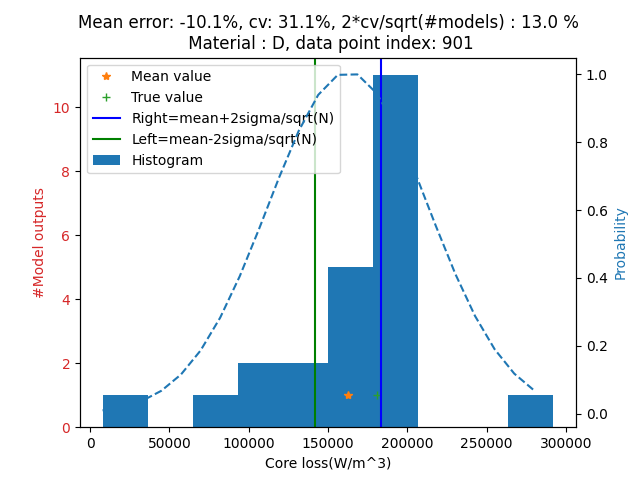 Mean error: -10.1%, cv: 31.1%, 2*cv/sqrt(#models) : 13.0 %
Material : D, data point index: 901
Mean value
True value
Right=mean+2sigma/sqrt(N)
Left=mean-2sigma/sqrt(N)
Histogram
#Model outputs
10
8
6
4
2
0
1.0
0.8
0.6
0.4
0.2
0.0
Probability
0 50000 100000 150000 200000 250000 300000
Core loss(W/m^3)